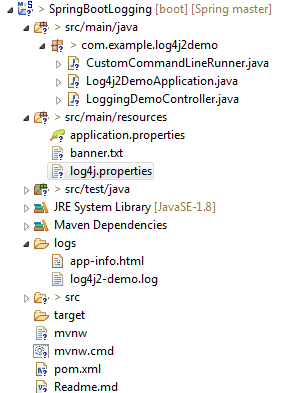 SpringBootLogging [boot] [Spring master]
> src/main/java
> com.example.log4j2demo
> CustomCommandLineRunner.java
> Log4j2DemoApplication.java
> LoggingDemoController.java
> src/main/resources
application.properties
banner.txt
log4j.properties
> src/test/java
JRE System Library [JavaSE-1.8]
Maven Dependencies
logs
app-info.html
log4j2-demo.log
> src
target
mvnw
mvnw.cmd
pom.xml
Readme.md